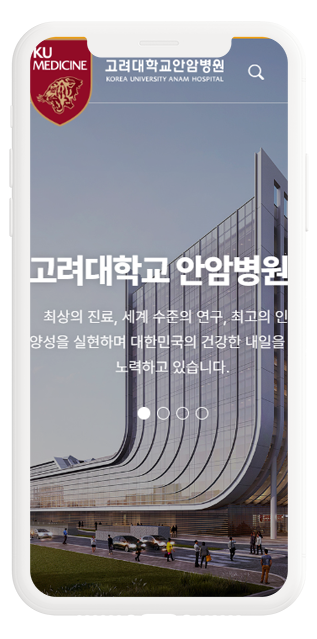 KU
MEDICINE
고려대학교안암병원
KOREA UNIVERSITY ANAM HOSPITAL
고려대학교 안암병원
최상의 진료, 세계 수준의 연구, 최고의 인
양성을 실현하며 대한민국의 건강한 내일을
노력하고 있습니다.